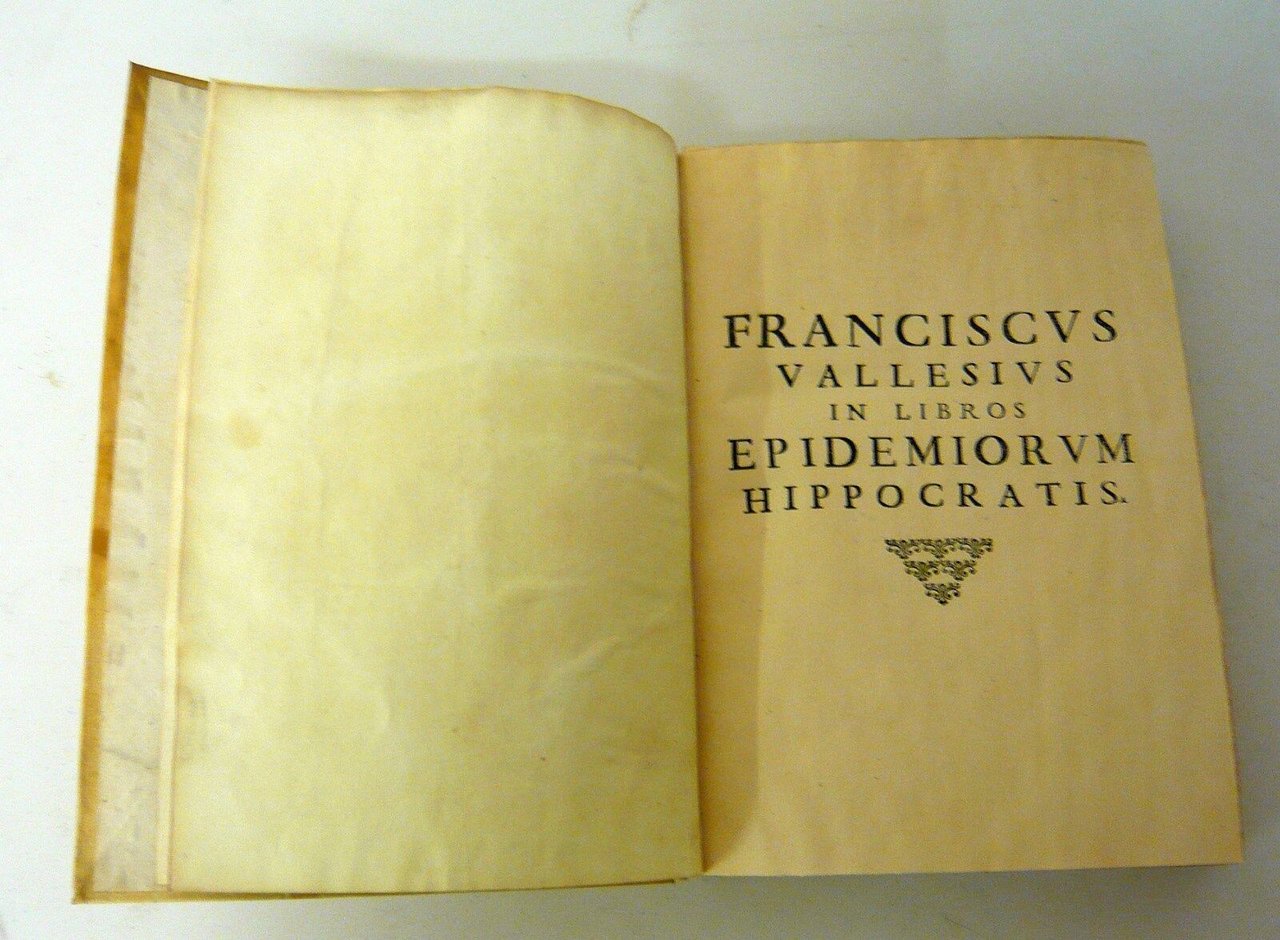 FRANCISCVS
VALLESIVS
IN LIBROS
EPIDEMIORVM
HIPPOCRATIS.